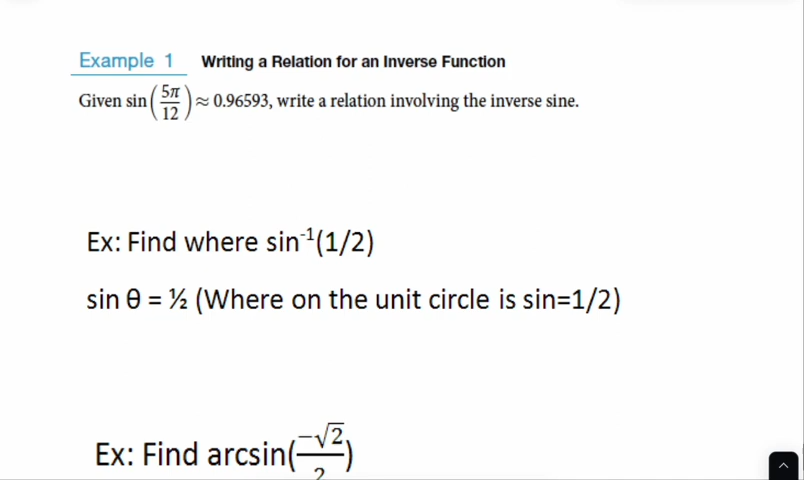 Example 1 Writing a Relation for an Inverse Function
Given sin(5π/12) ≈ 0.96593, write a relation involving the inverse sine.
Ex: Find where sin⁻¹(1/2)
sin θ = ½ (Where on the unit circle is sin=1/2)
Ex: Find arcsin(−√2/2)